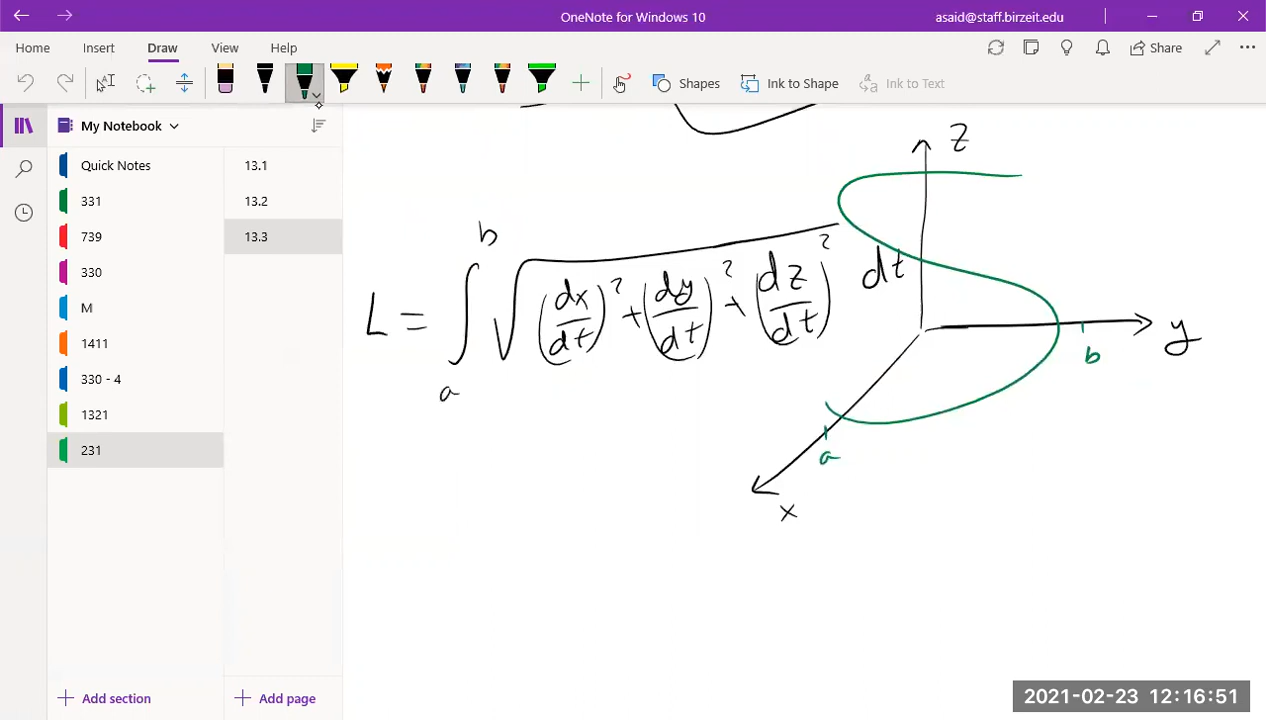 OneNote for Windows 10
asaid@staff.birzeit.edu
Home Insert Draw View Help
Share
Shapes Ink to Shape Ink to Text
My Notebook
Quick Notes
331
739
330
M
1411
330 - 4
1321
231
Add section
13.1
13.2
13.3
Add page
L = ∫_a^b √((dx/dt)² + (dy/dt)² + (dz/dt)²) dt
z
y
b
a
x
2021-02-23 12:16:51